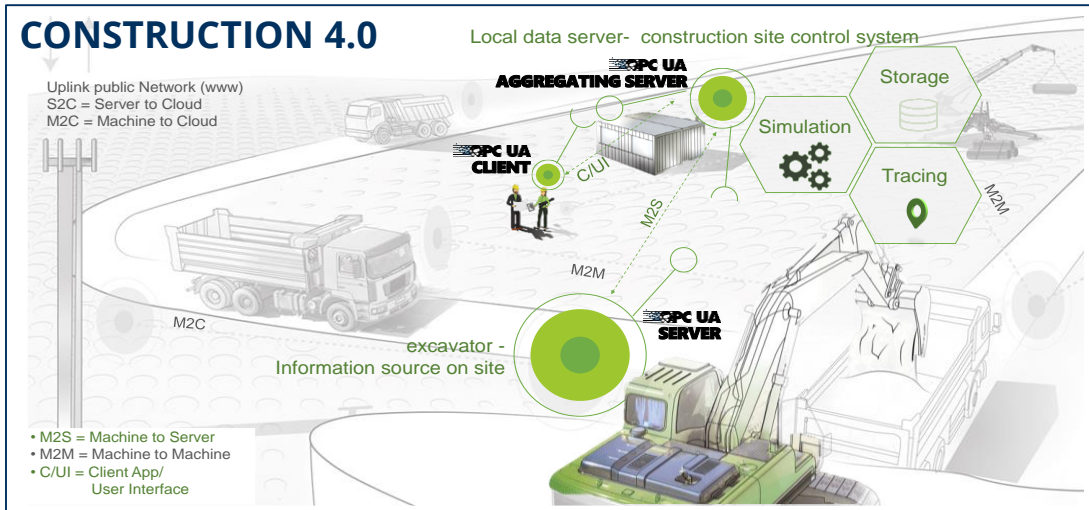 CONSTRUCTION 4.0
Local data server- construction site control system
OPC UA
AGGREGATING SERVER
Storage
Simulation
Tracing
Uplink public Network (www)
S2C = Server to Cloud
M2C = Machine to Cloud
OPC UA
CLIENT
C/UI
M2S
M2M
M2M
M2C
OPC UA
SERVER
excavator -
Information source on site
• M2S = Machine to Server
• M2M = Machine to Machine
• C/UI = Client App/
User Interface